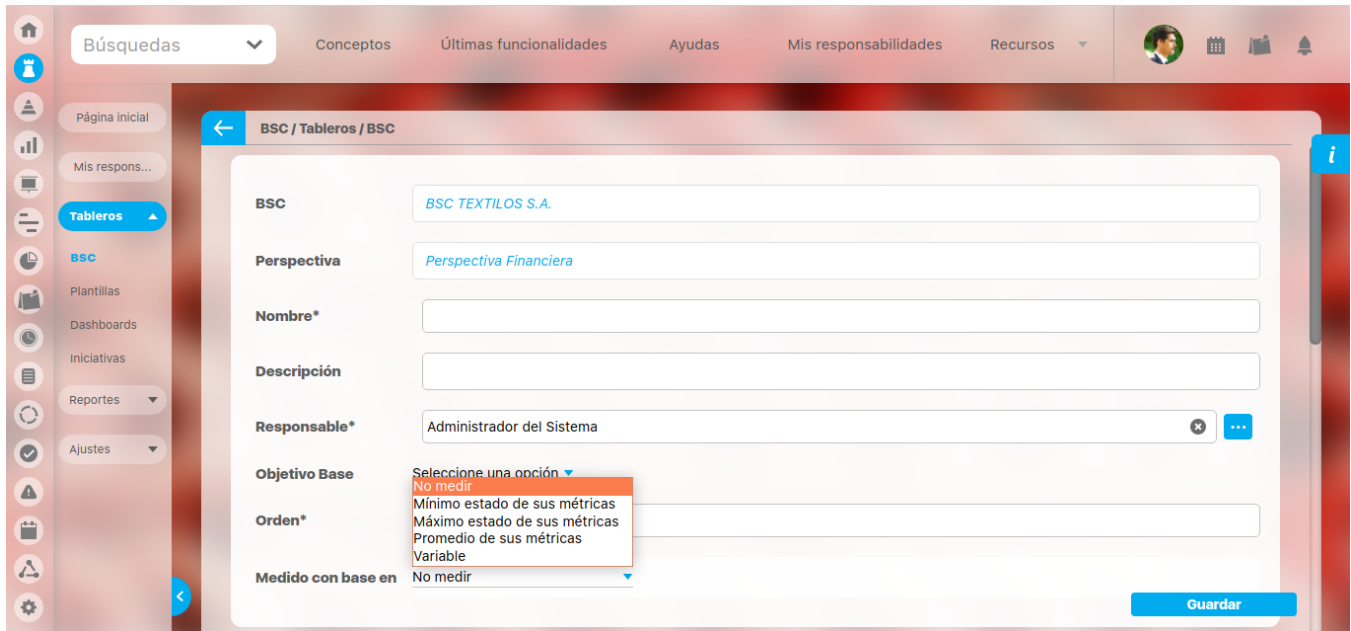 Búsquedas
Conceptos
Últimas funcionalidades
Ayudas
Mis responsabilidades
Recursos
Página inicial
Mis respons...
Tableros
BSC
Plantillas
Dashboards
Iniciativas
Reportes
Ajustes
BSC / Tableros / BSC
i
BSC
BSC TEXTILOS S.A.
Perspectiva
Perspectiva Financiera
Nombre*
Descripción
Responsable*
Administrador del Sistema
Objetivo Base
Seleccione una opción
No medir
Mínimo estado de sus métricas
Máximo estado de sus métricas
Promedio de sus métricas
Variable
Orden*
Medido con base en
No medir
Guardar